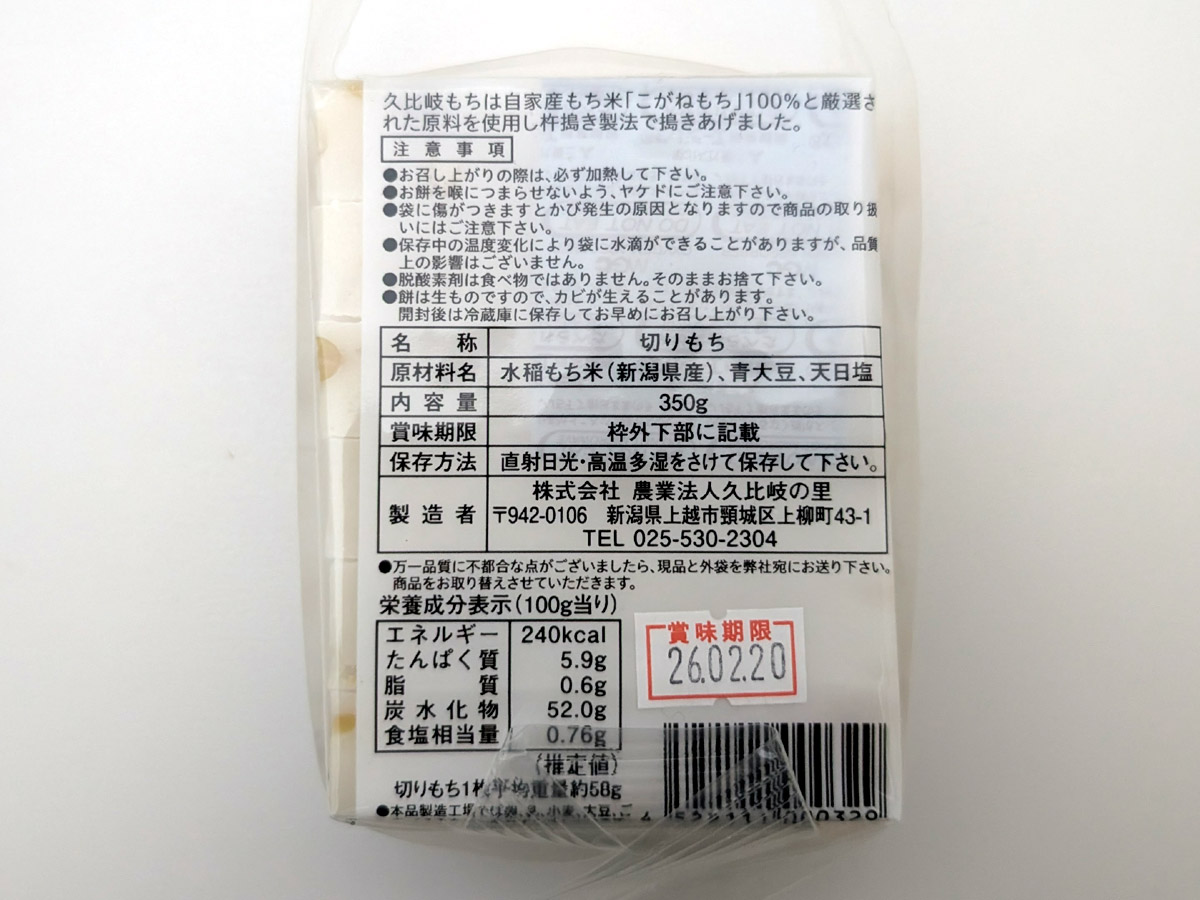 久比岐もちは自家産もち米「こがねもち」100%と厳選さ
れた原料を使用し杵搗き製法で搗きあげました。
注意事項
●お召し上がりの際は、必ず加熱して下さい。
●お餅を喉につまらせないよう、ヤケドにご注意下さい。
●袋に傷がつきますとかび発生の原因となりますので商品の取り扱
いにはご注意下さい。
●保存中の温度変化により袋に水滴ができることがありますが、品質
上の影響はございません。
●脱酸素剤は食べ物ではありません。そのままお捨て下さい。
●餅は生ものですので、カビが生えることがあります。
開封後は冷蔵庫に保存してお早めにお召し上がり下さい。
名称 切りもち
原材料名 水稲もち米(新潟県産)、青大豆、天日塩
内容量 350g
賞味期限 枠外下部に記載
保存方法 直射日光・高温多湿をさけて保存して下さい。
製造者 株式会社 農業法人久比岐の里
〒942-0106 新潟県上越市頸城区上柳町43-1
TEL 025-530-2304
●万一品質に不都合な点がございましたら、現品と外袋を弊社宛にお送り下さい。
商品をお取り替えさせていただきます。
栄養成分表示(100g当り)
エネルギー 240kcal
たんぱく質 5.9g
脂質 0.6g
炭水化物 52.0g
食塩相当量 0.76g
(推定値)
賞味期限
26.02.20
切りもち1枚平均重量約58g
●本品製造工場では卵、乳、小麦、大豆、ご